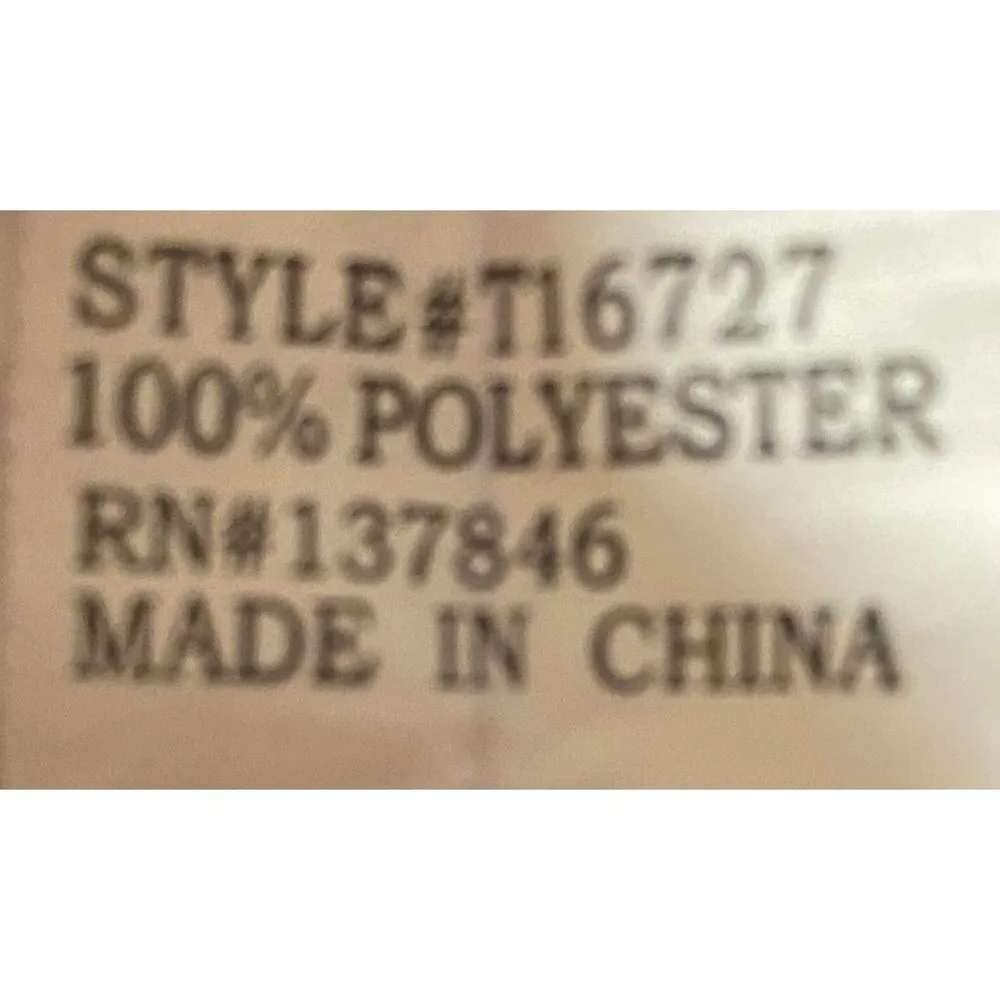 STYLE#T16727
100% POLYESTER
RN#137846
MADE IN CHINA